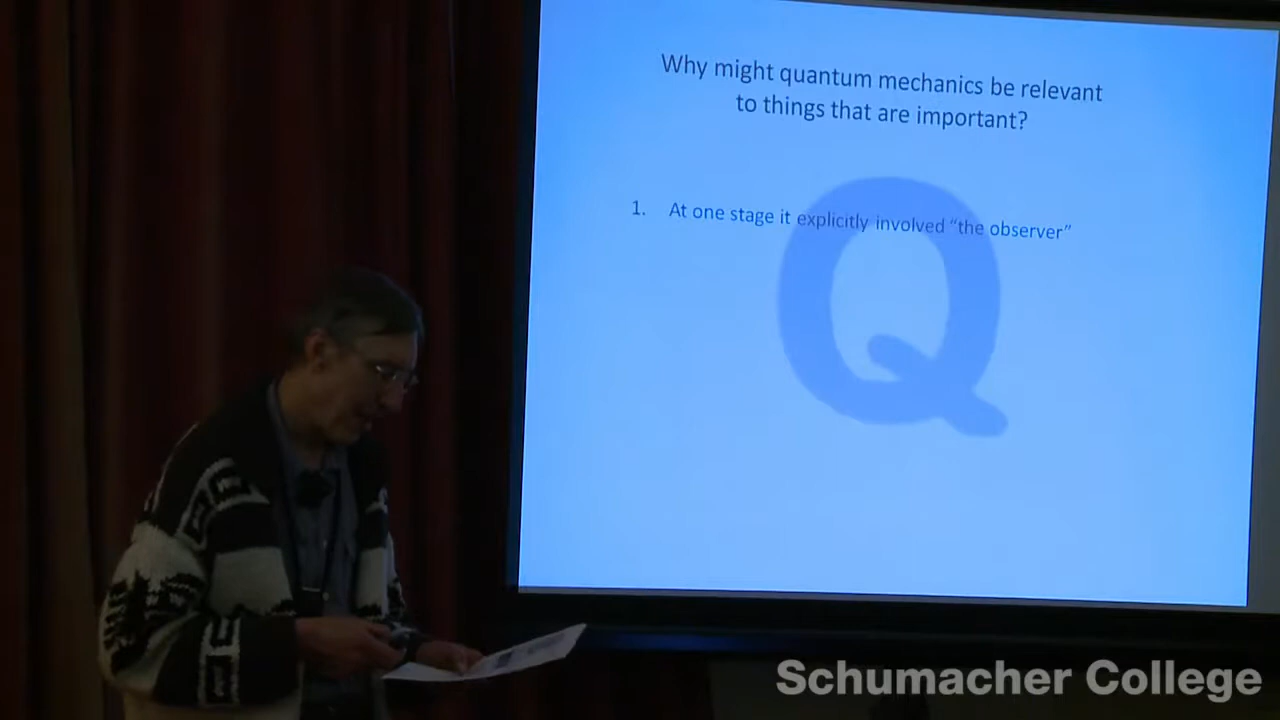 Why might quantum mechanics be relevant
to things that are important?
1. At one stage it explicitly involved “the observer”
Q
Schumacher College